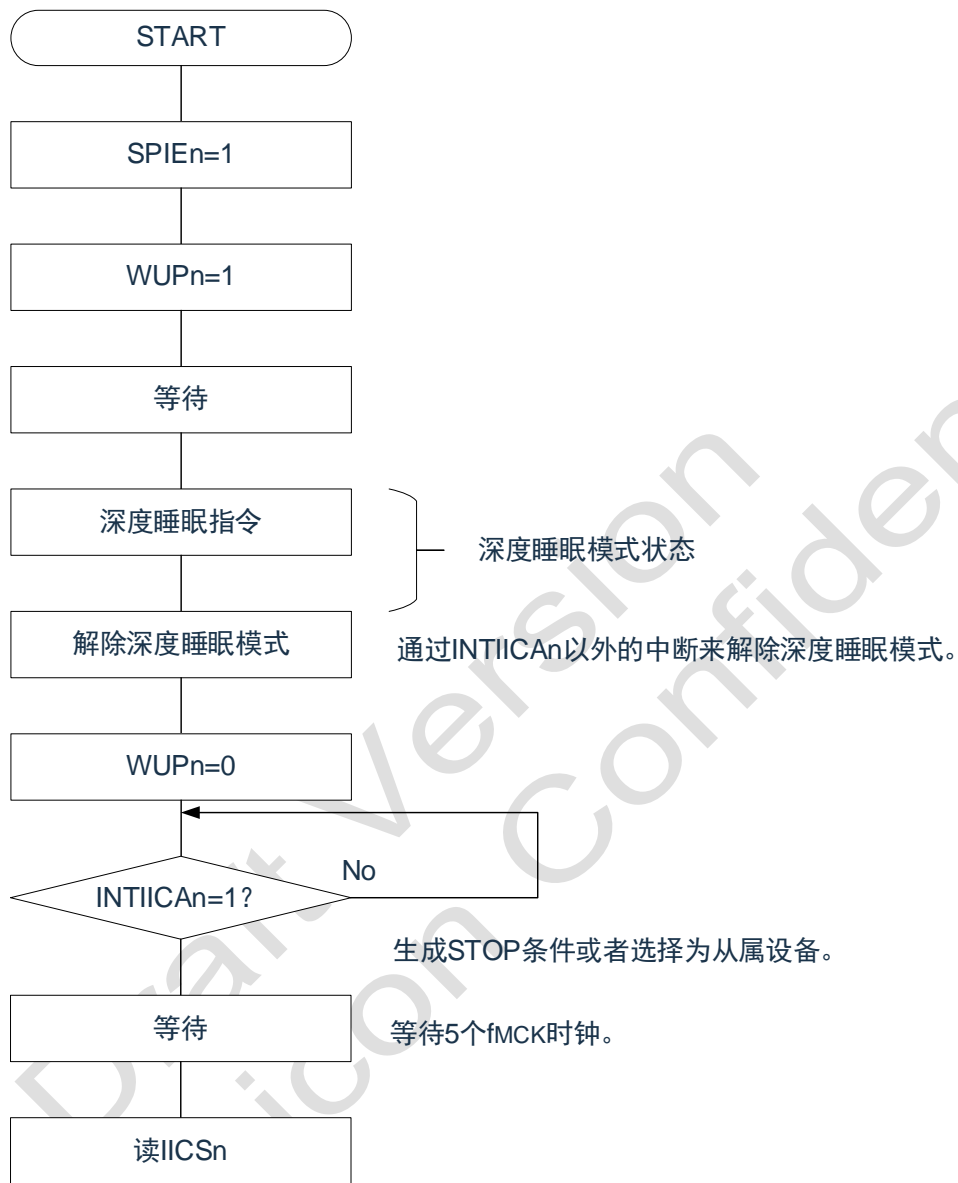 START
SPIEn=1
WUPn=1
等待
深度睡眠指令
深度睡眠模式状态
解除深度睡眠模式
通过INTIICAn以外的中断来解除深度睡眠模式。
WUPn=0
No
INTIICAn=1?
生成STOP条件或者选择为从属设备。
等待
等待5个fMCK时钟。
读IICSn
Draft Version
icon Confiden